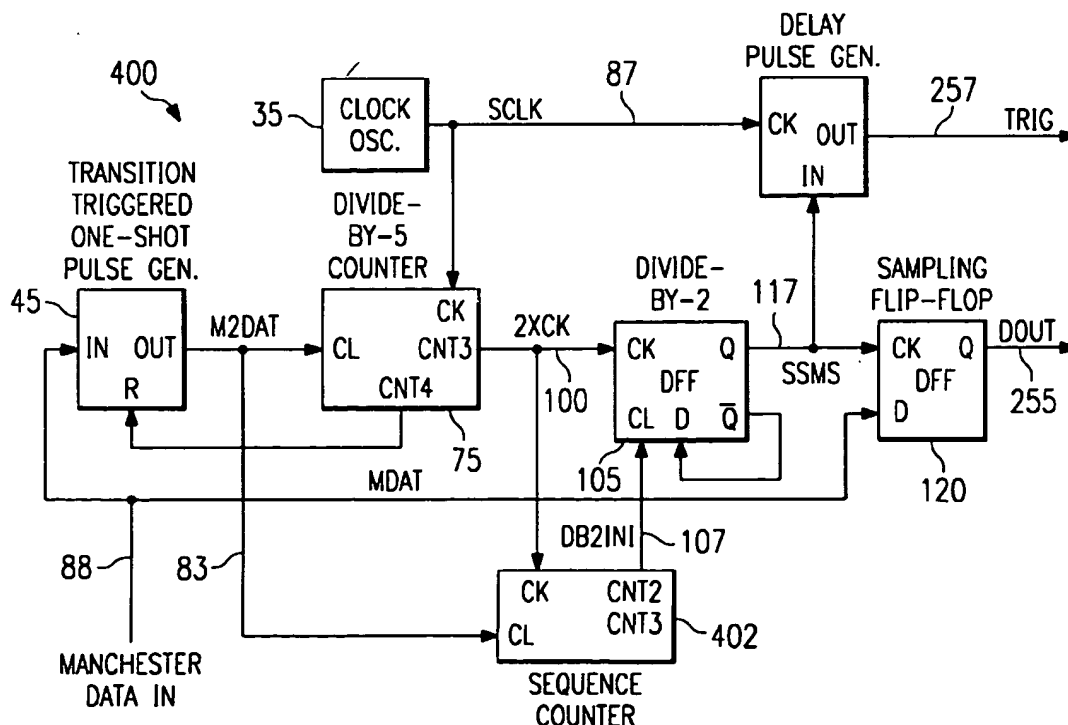 400
35
CLOCK
OSC.
SCLK
87
DELAY
PULSE GEN.
CK
OUT
IN
257
TRIG
TRANSITION
TRIGGERED
ONE-SHOT
PULSE GEN.
45
IN
OUT
R
M2DAT
DIVIDE-
BY-5
COUNTER
CK
CL
CNT3
CNT4
75
2XCK
100
DIVIDE-
BY-2
CK
Q
DFF
CL
D
Q̅
105
117
SSMS
SAMPLING
FLIP-FLOP
CK
Q
DFF
D
120
DOUT
255
MDAT
88
83
DB2INI
107
CK
CNT2
CNT3
CL
402
MANCHESTER
DATA IN
SEQUENCE
COUNTER